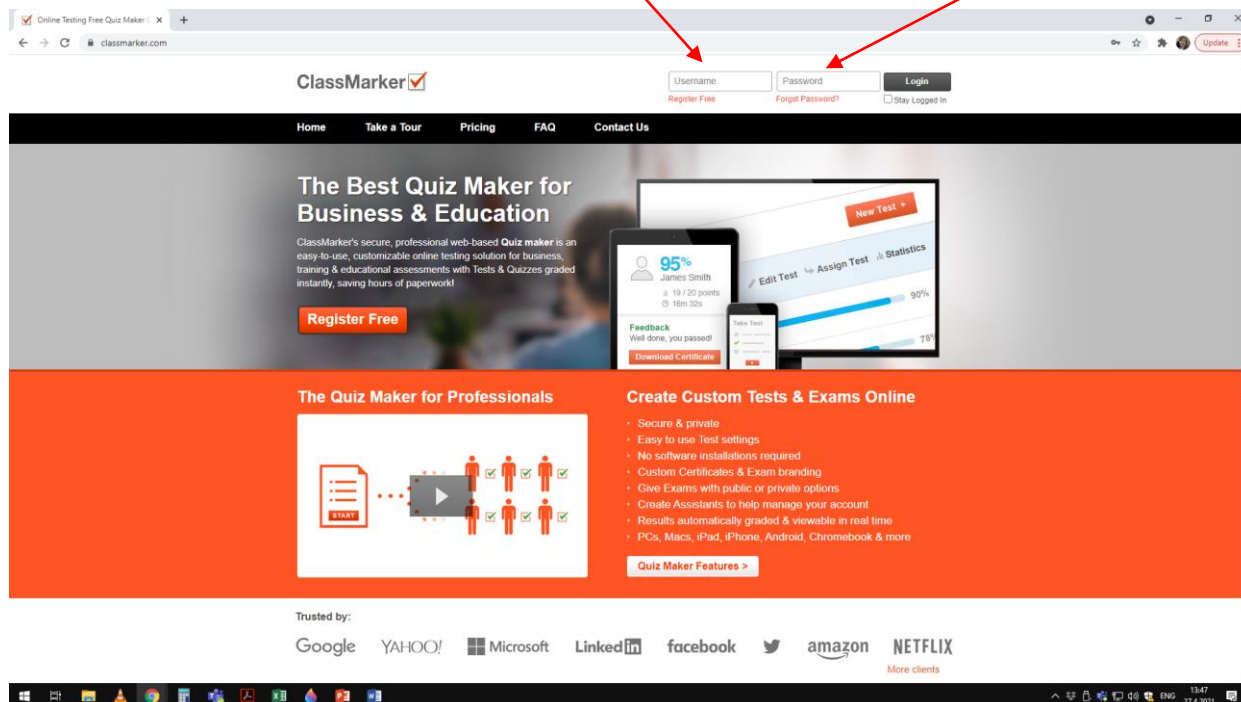 Online Testing Free Quiz Maker
classmarker.com
Update
ClassMarker
Username
Password
Login
Register Free
Forgot Password?
Stay Logged In
Home
Take a Tour
Pricing
FAQ
Contact Us
The Best Quiz Maker for
Business & Education
ClassMarker's secure, professional web-based Quiz maker is an
easy-to-use, customizable online testing solution for business,
training & educational assessments with Tests & Quizzes graded
instantly, saving hours of paperwork!
Register Free
New Test +
Edit Test
Assign Test
Statistics
90%
78%
95%
James Smith
19 / 20 points
16m 32s
Feedback
Well done, you passed!
Download Certificate
Take Test
The Quiz Maker for Professionals
START
Create Custom Tests & Exams Online
• Secure & private
• Easy to use Test settings
• No software installations required
• Custom Certificates & Exam branding
• Give Exams with public or private options
• Create Assistants to help manage your account
• Results automatically graded & viewable in real time
• PCs, Macs, iPad, iPhone, Android, Chromebook & more
Quiz Maker Features >
Trusted by:
Google YAHOO! Microsoft Linked in facebook amazon NETFLIX
More clients
ENG
13:47
27.4.2021